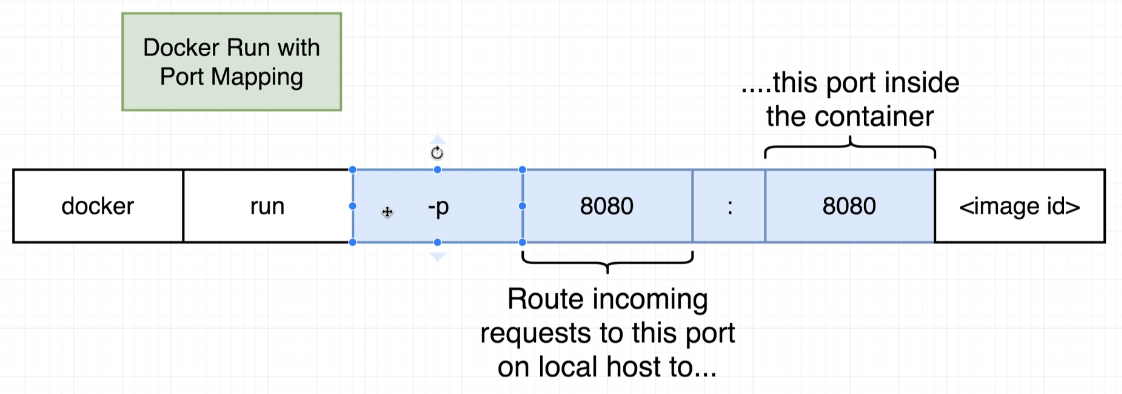 Docker Run with
Port Mapping
....this port inside
the container
docker run -p 8080 : 8080 <image id>
Route incoming
requests to this port
on local host to...